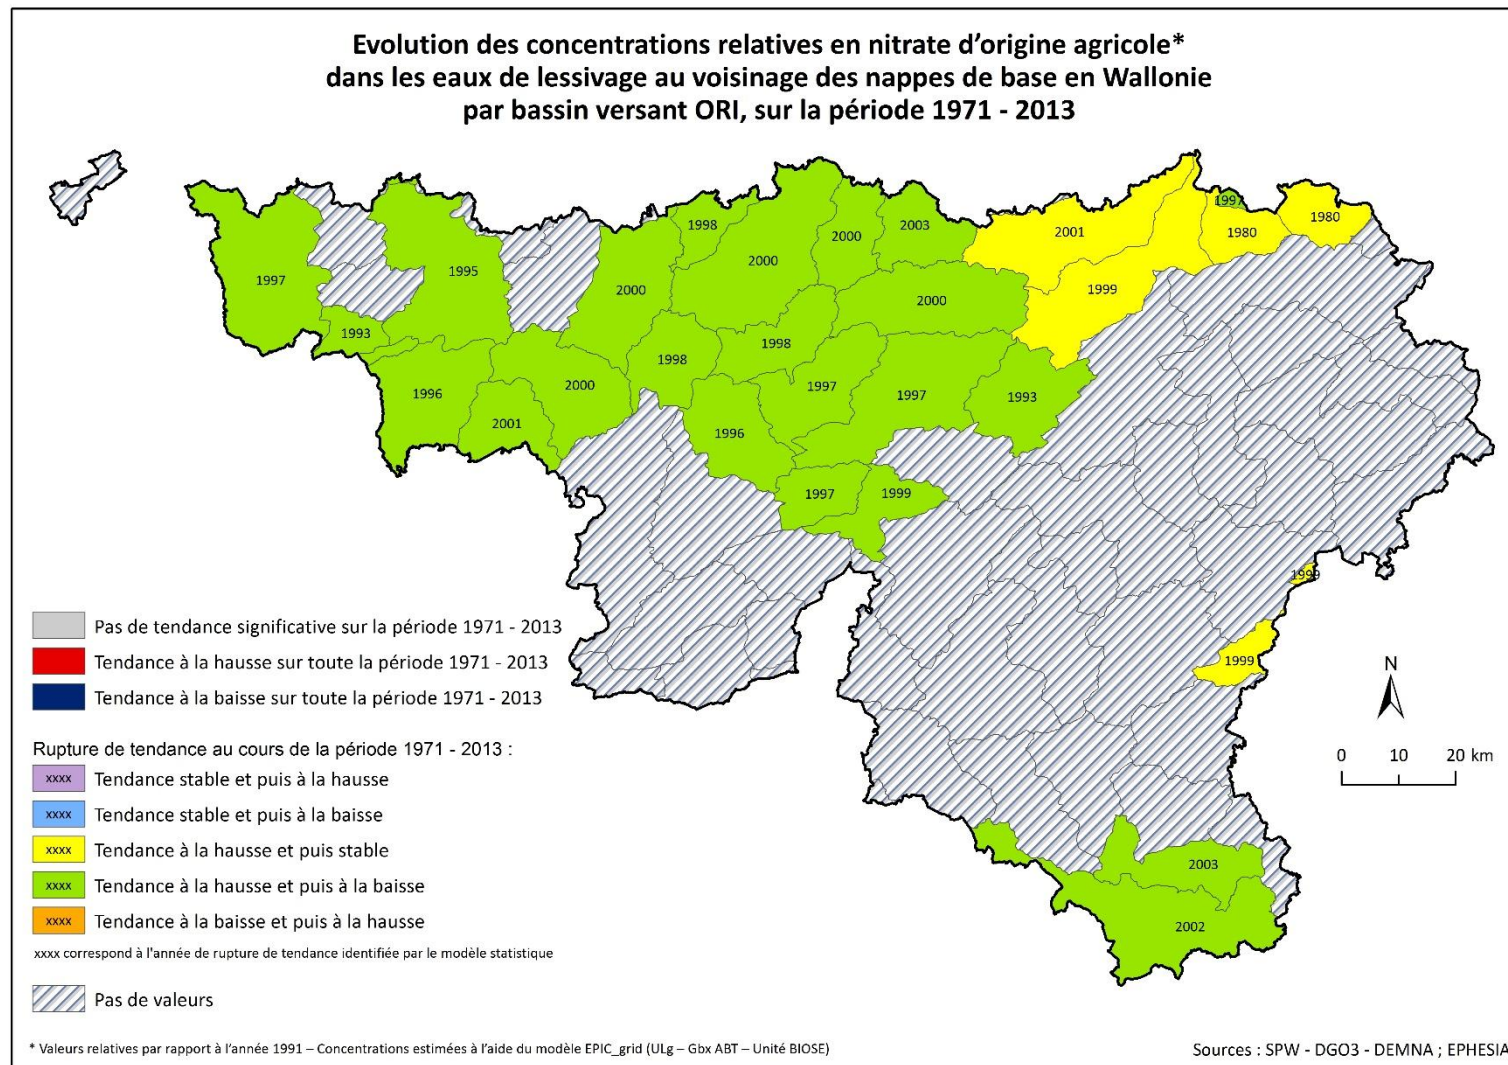 Evolution des concentrations relatives en nitrate d'origine agricole*
dans les eaux de lessivage au voisinage des nappes de base en Wallonie
par bassin versant ORI, sur la période 1971 - 2013
1997
1980
1998
2003
2001
1980
2000
2000
1995
1997
2000
2000
1999
1993
1998
1998
2000
1997
1996
1997
1993
2001
1996
1997
1999
1999
1999
2003
2002
Pas de tendance significative sur la période 1971 - 2013
Tendance à la hausse sur toute la période 1971 - 2013
Tendance à la baisse sur toute la période 1971 - 2013
Rupture de tendance au cours de la période 1971 - 2013 :
xxxx Tendance stable et puis à la hausse
xxxx Tendance stable et puis à la baisse
xxxx Tendance à la hausse et puis stable
xxxx Tendance à la hausse et puis à la baisse
xxxx Tendance à la baisse et puis à la hausse
xxxx correspond à l'année de rupture de tendance identifiée par le modèle statistique
Pas de valeurs
N
0 10 20 km
* Valeurs relatives par rapport à l'année 1991 – Concentrations estimées à l'aide du modèle EPIC_grid (ULg – Gbx ABT – Unité BIOSE)
Sources : SPW - DGO3 - DEMNA ; EPHESIA